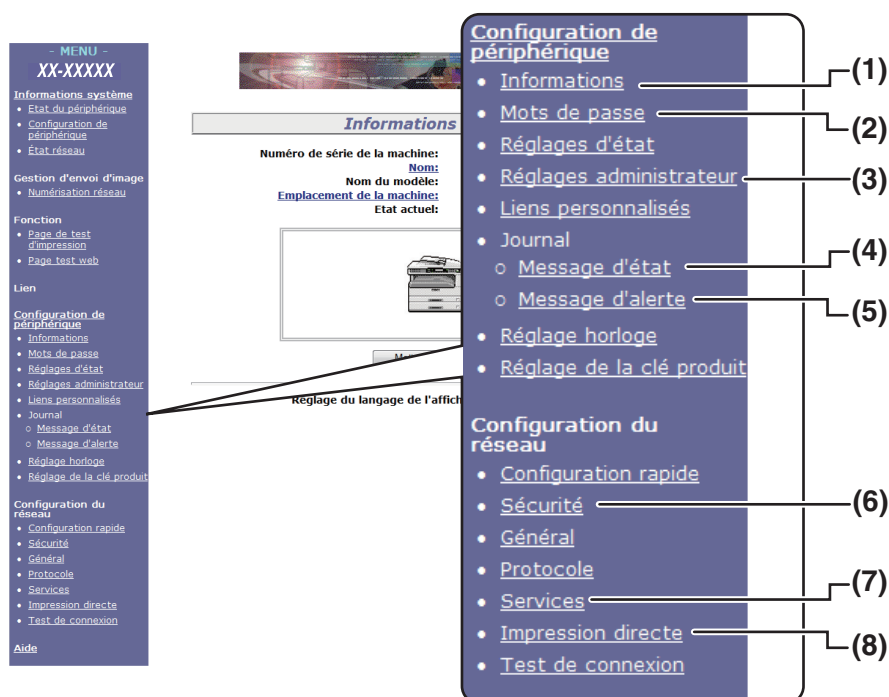 - MENU -
XX-XXXXX
Informations système
• Etat du périphérique
• Configuration de
périphérique
• État réseau
Gestion d'envoi d'image
• Numérisation réseau
Fonction
• Page de test
d'impression
• Page test web
Lien
Configuration de
périphérique
• Informations
• Mots de passe
• Réglages d'état
• Réglages administrateur
• Liens personnalisés
• Journal
○ Message d'état
○ Message d'alerte
• Réglage horloge
• Réglage de la clé produit
Configuration du
réseau
• Configuration rapide
• Sécurité
• Général
• Protocole
• Services
• Impression directe
• Test de connexion
Aide
Informations
Numéro de série de la machine:
Nom:
Nom du modèle:
Emplacement de la machine:
Etat actuel:
Réglage du langage de l'affich
Configuration de
périphérique
• Informations
• Mots de passe
• Réglages d'état
• Réglages administrateur
• Liens personnalisés
• Journal
○ Message d'état
○ Message d'alerte
• Réglage horloge
• Réglage de la clé produit
Configuration du
réseau
• Configuration rapide
• Sécurité
• Général
• Protocole
• Services
• Impression directe
• Test de connexion
(1)
(2)
(3)
(4)
(5)
(6)
(7)
(8)